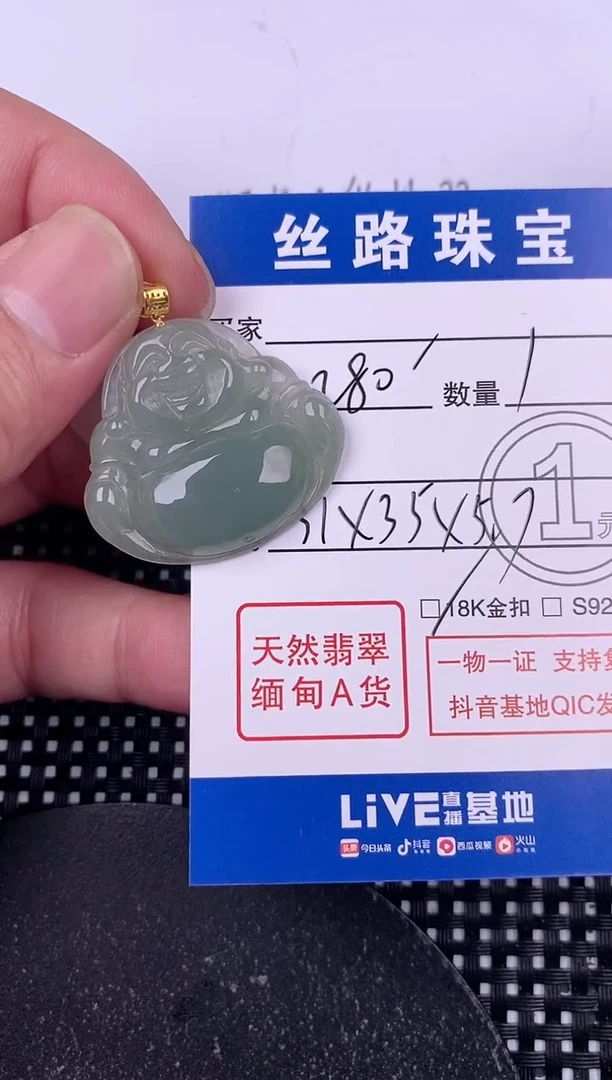 丝路珠宝
买家
280 数量 1
31X35X5.7
1元
□18K金扣 □ S92
天然翡翠
缅甸A货
一物一证 支持复
抖音基地QIC发
LiVE直播基地
头条 今日头条 抖音 西瓜视频 火山